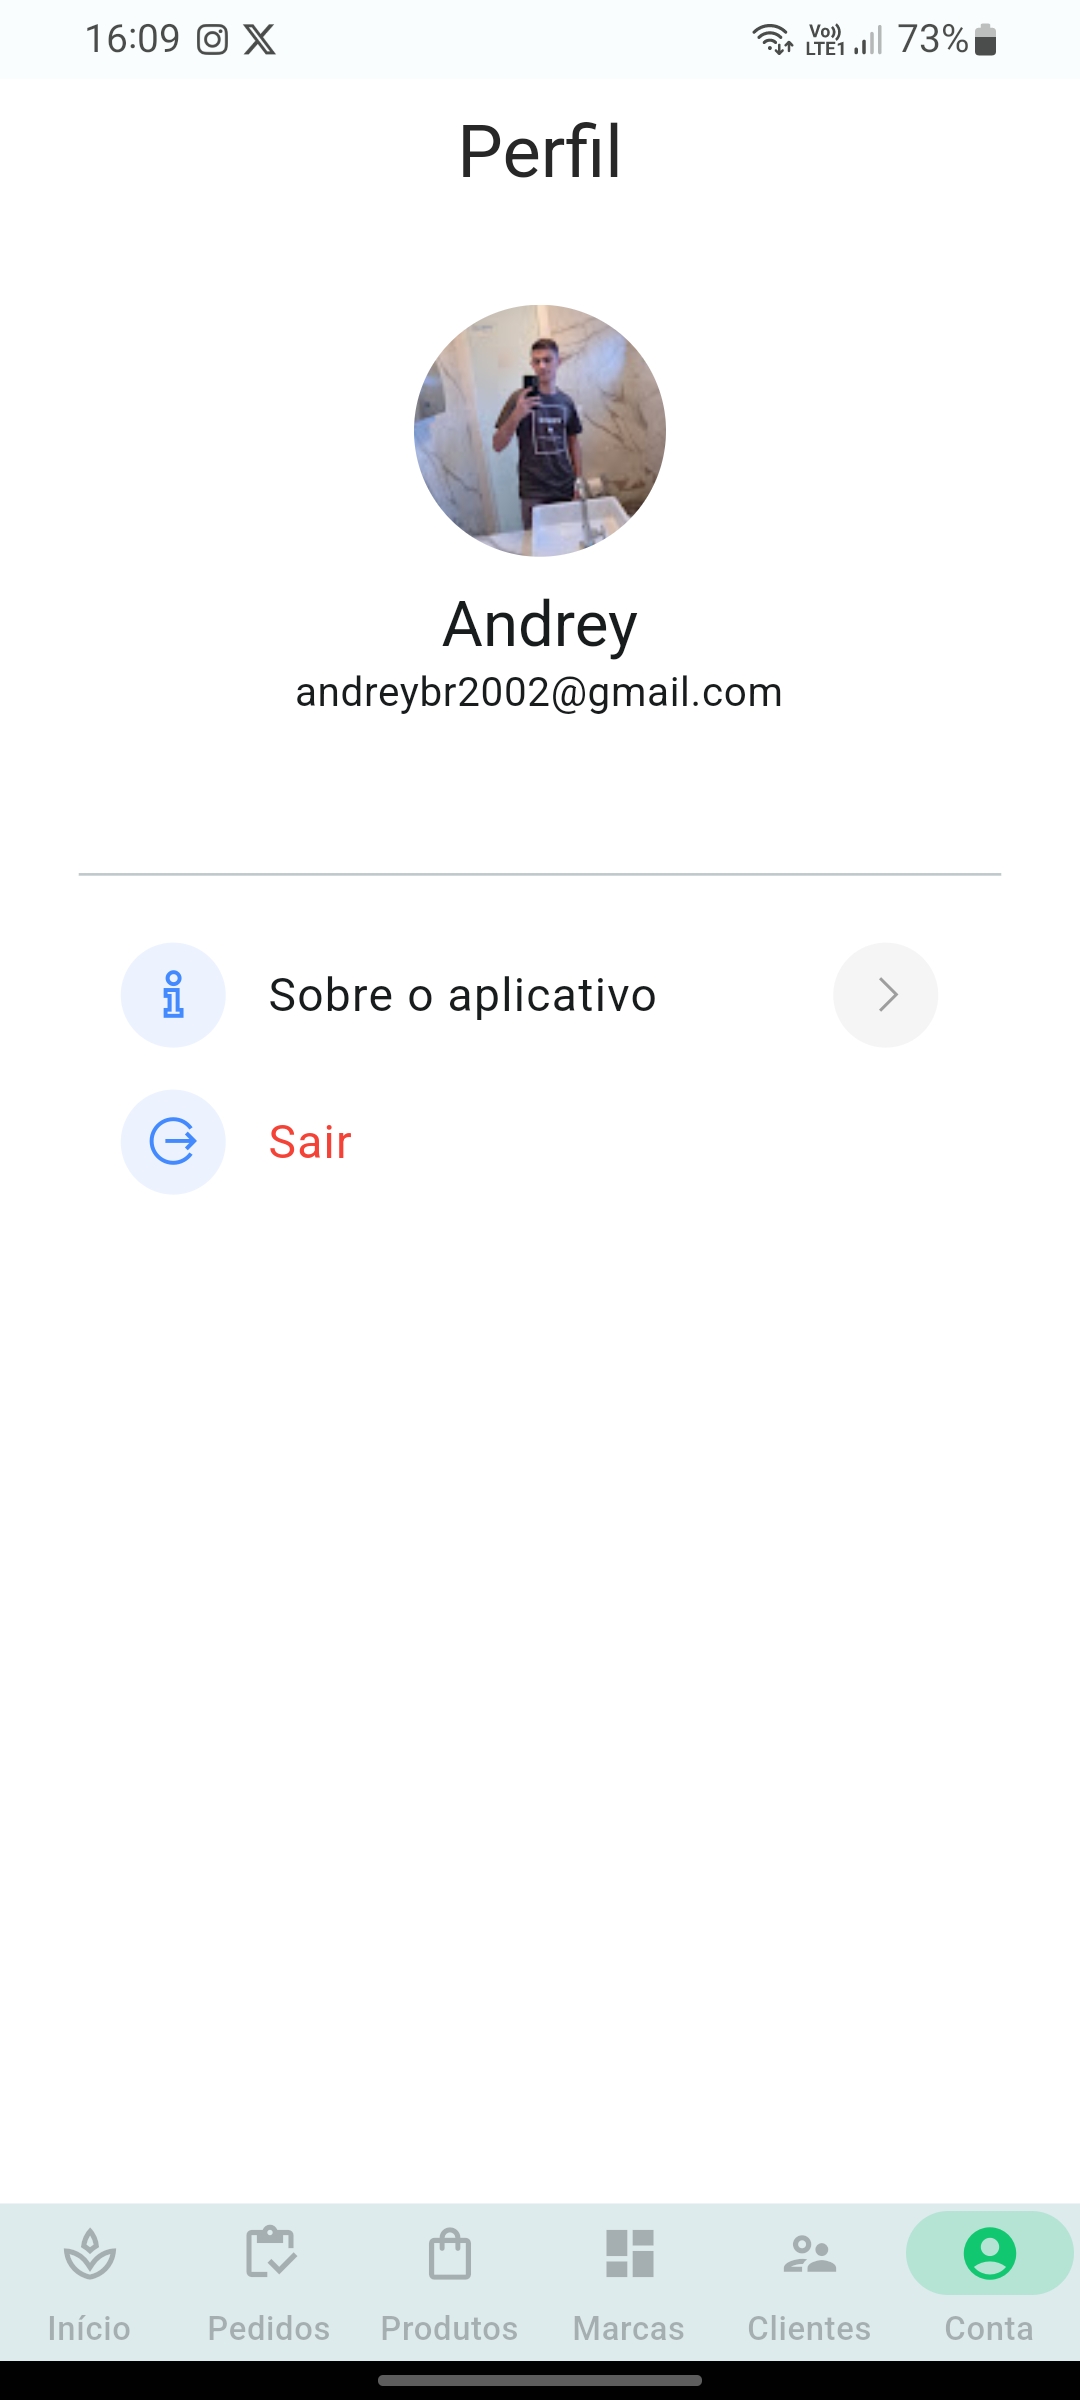 16:09 Vo)) LTE1 73%
Perfil
Andrey
andreybr2002@gmail.com
Sobre o aplicativo
Sair
Início Pedidos Produtos Marcas Clientes Conta